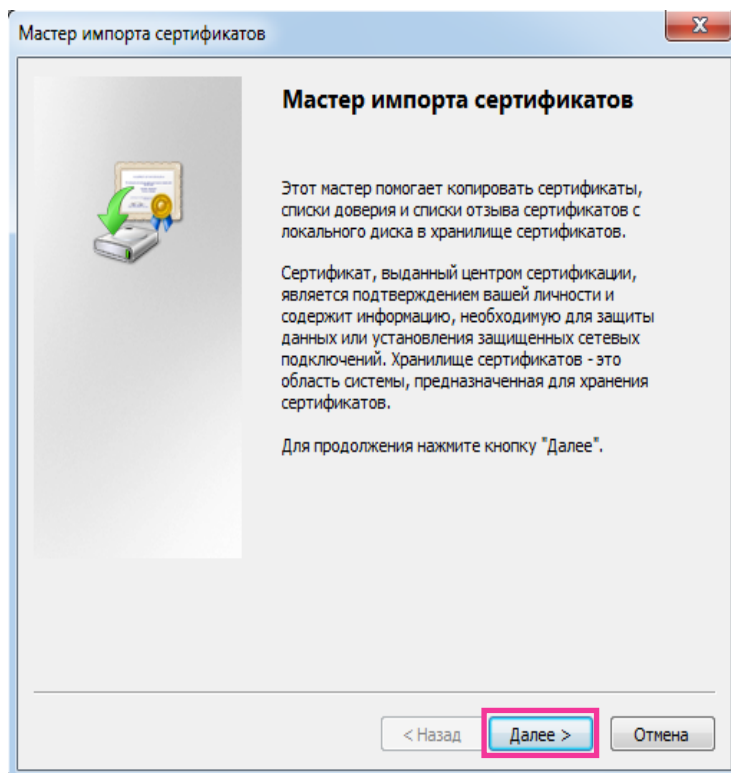 Мастер импорта сертификатов
Мастер импорта сертификатов
Этот мастер помогает копировать сертификаты,
списки доверия и списки отзыва сертификатов с
локального диска в хранилище сертификатов.
Сертификат, выданный центром сертификации,
является подтверждением вашей личности и
содержит информацию, необходимую для защиты
данных или установления защищенных сетевых
подключений. Хранилище сертификатов - это
область системы, предназначенная для хранения
сертификатов.
Для продолжения нажмите кнопку "Далее".
< Назад Далее > Отмена